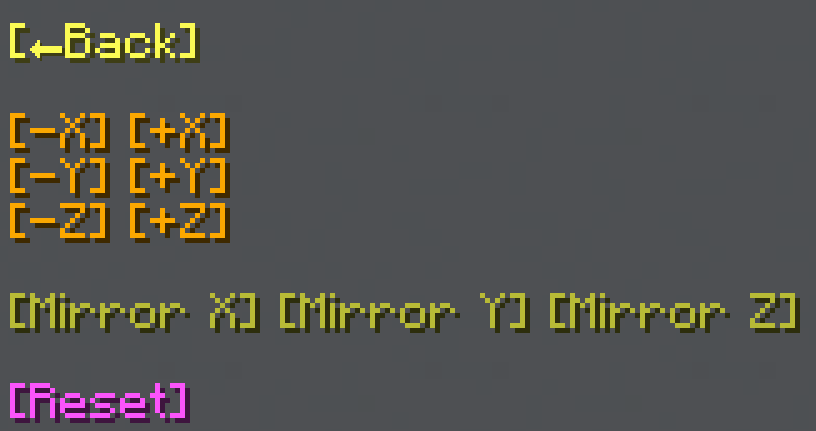 [←Back]
[-X] [+X]
[-Y] [+Y]
[-Z] [+Z]
[Mirror X] [Mirror Y] [Mirror Z]
[Reset]